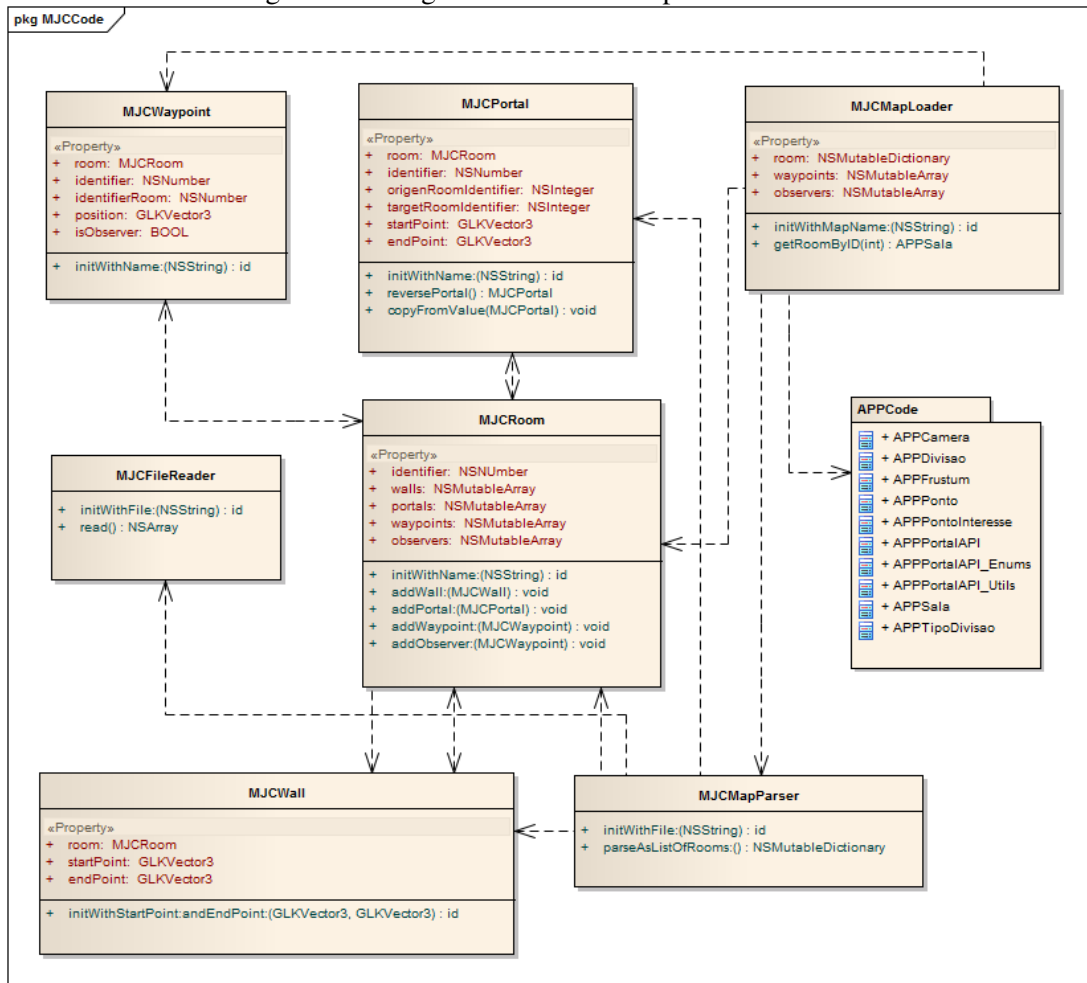 pkg MJCCode
MJCWaypoint
«Property»
+ room: MJCRoom
+ identifier: NSNumber
+ identifierRoom: NSNumber
+ position: GLKVector3
+ isObserver: BOOL
+ initWithName:(NSString) : id
MJCPortal
«Property»
+ room: MJCRoom
+ identifier: NSNumber
+ origenRoomIdentifier: NSInteger
+ targetRoomIdentifier: NSInteger
+ startPoint: GLKVector3
+ endPoint: GLKVector3
+ initWithName:(NSString) : id
+ reversePortal() : MJCPortal
+ copyFromValue(MJCPortal) : void
MJCMapLoader
«Property»
+ room: NSMutableDictionary
+ waypoints: NSMutableArray
+ observers: NSMutableArray
+ initWithMapName:(NSString) : id
+ getRoomByID(int) : APPSala
MJCFileReader
+ initWithFile:(NSString) : id
+ read() : NSArray
MJCRoom
«Property»
+ identifier: NSNUmber
+ walls: NSMutableArray
+ portals: NSMutableArray
+ waypoints: NSMutableArray
+ observers: NSMutableArray
+ initWithName:(NSString) : id
+ addWall:(MJCWall) : void
+ addPortal:(MJCPortal) : void
+ addWaypoint:(MJCWaypoint) : void
+ addObserver:(MJCWaypoint) : void
APPCode
+ APPCamera
+ APPDivisao
+ APPFrustum
+ APPPonto
+ APPPontoInteresse
+ APPPortalAPI
+ APPPortalAPI_Enums
+ APPPortalAPI_Utils
+ APPSala
+ APPTipoDivisao
MJCWall
«Property»
+ room: MJCRoom
+ startPoint: GLKVector3
+ endPoint: GLKVector3
+ initWithStartPoint:andEndPoint:(GLKVector3, GLKVector3) : id
MJCMapParser
+ initWithFile:(NSString) : id
+ parseAsListOfRooms:() : NSMutableDictionary